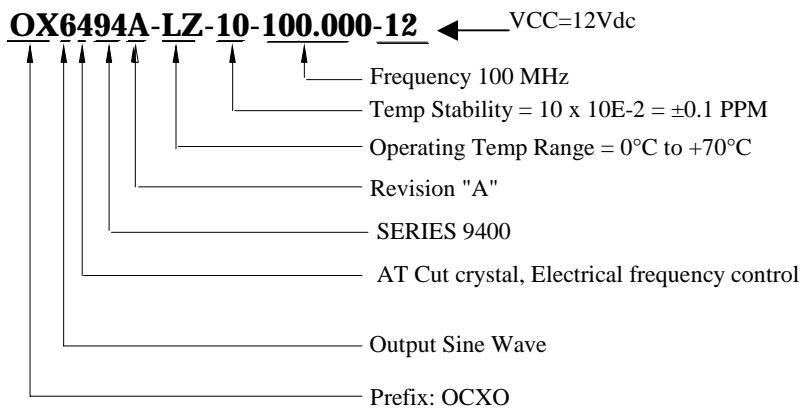 OX6494A-LZ-10-100.000-12
VCC=12Vdc
Frequency 100 MHz
Temp Stability = 10 x 10E-2 = ±0.1 PPM
Operating Temp Range = 0°C to +70°C
Revision "A"
SERIES 9400
AT Cut crystal, Electrical frequency control
Output Sine Wave
Prefix: OCXO